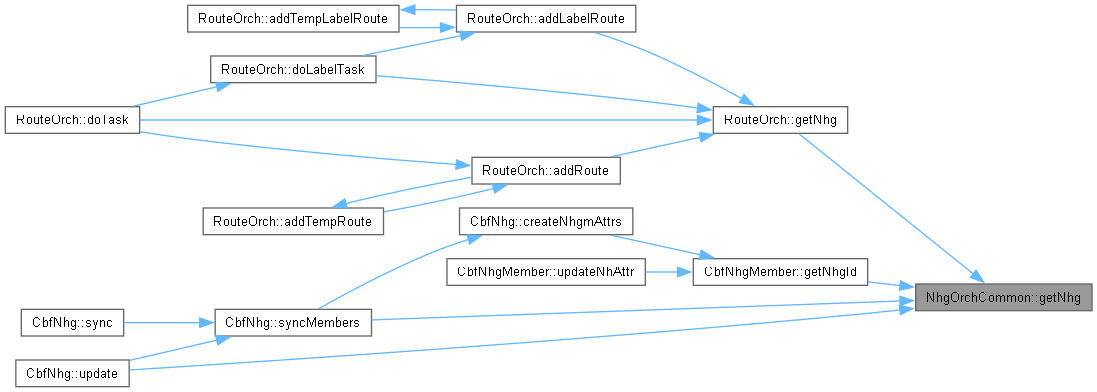 RouteOrch::addTempLabelRoute
RouteOrch::addLabelRoute
RouteOrch::doLabelTask
RouteOrch::doTask
RouteOrch::getNhg
RouteOrch::addRoute
RouteOrch::addTempRoute
CbfNhg::createNhgmAttrs
CbfNhgMember::updateNhAttr
CbfNhgMember::getNhgId
NhgOrchCommon::getNhg
CbfNhg::sync
CbfNhg::syncMembers
CbfNhg::update